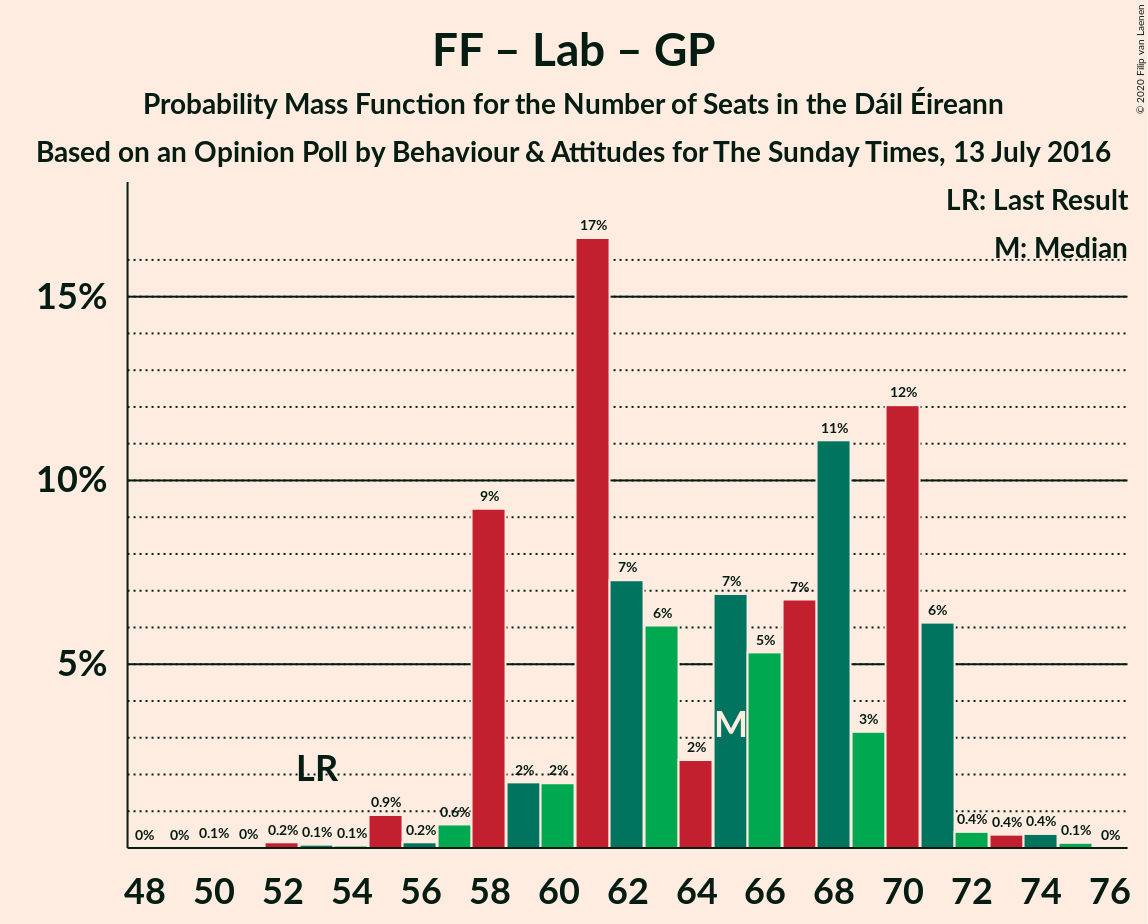 FF – Lab – GP
Probability Mass Function for the Number of Seats in the Dáil Éireann
Based on an Opinion Poll by Behaviour & Attitudes for The Sunday Times, 13 July 2016
© 2020 Filip van Laenen
LR: Last Result
M: Median
15%
10%
5%
0% 0% 0.1% 0% 0.2% 0.1% 0.1% 0.9% 0.2% 0.6% 9% 2% 2% 17% 7% 6% 2% 7% 5% 7% 11% 3% 12% 6% 0.4% 0.4% 0.4% 0.1% 0%
LR
M
48 50 52 54 56 58 60 62 64 66 68 70 72 74 76